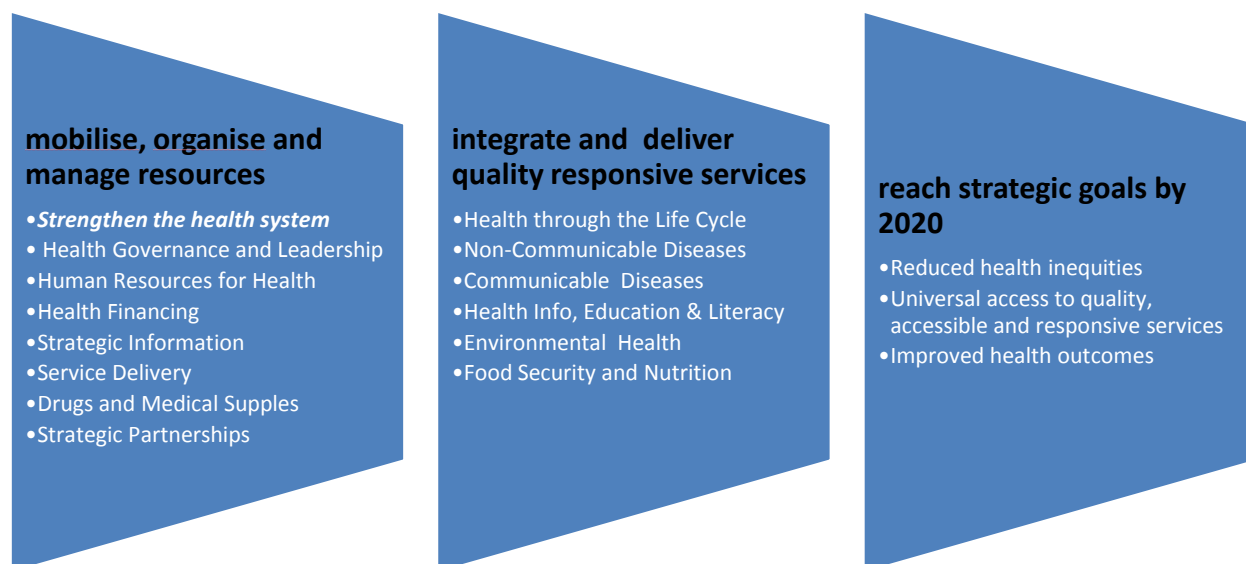 mobilise, organise and
manage resources
•Strengthen the health system
• Health Governance and Leadership
•Human Resources for Health
•Health Financing
•Strategic Information
•Service Delivery
•Drugs and Medical Supples
•Strategic Partnerships
integrate and  deliver
quality responsive services
•Health through the Life Cycle
•Non-Communicable Diseases
•Communicable  Diseases
•Health Info, Education & Literacy
•Environmental  Health
•Food Security and Nutrition
reach strategic goals by
2020
•Reduced health inequities
•Universal access to quality,
accessible and responsive services
•Improved health outcomes